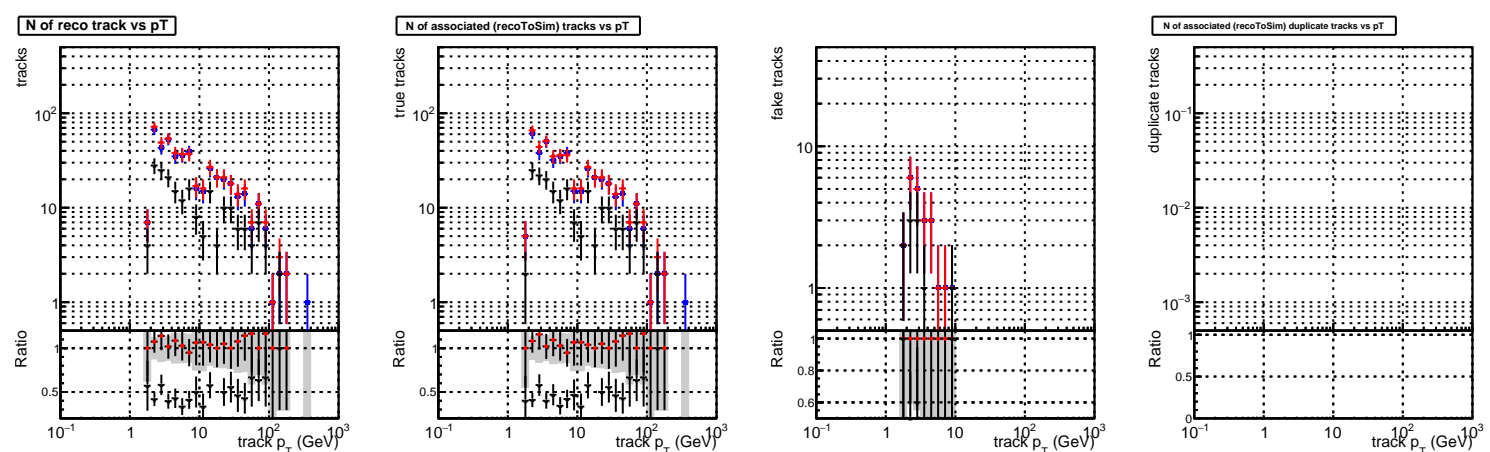 N of reco track vs pT
tracks
10²
10
1
Ratio
1
0.5
10⁻¹ 1 10 10² 10³
track p_T (GeV)
N of associated (recoToSim) tracks vs pT
true tracks
10²
10
1
Ratio
1
0.5
10⁻¹ 1 10 10² 10³
track p_T (GeV)
fake tracks
10
1
Ratio
1
0.8
0.6
10⁻¹ 1 10 10² 10³
track p_T (GeV)
N of associated (recoToSim) duplicate tracks vs pT
duplicate tracks
10⁻¹
10⁻²
10⁻³
Ratio
1
0.5
0
10⁻¹ 1 10 10² 10³
track p_T (GeV)